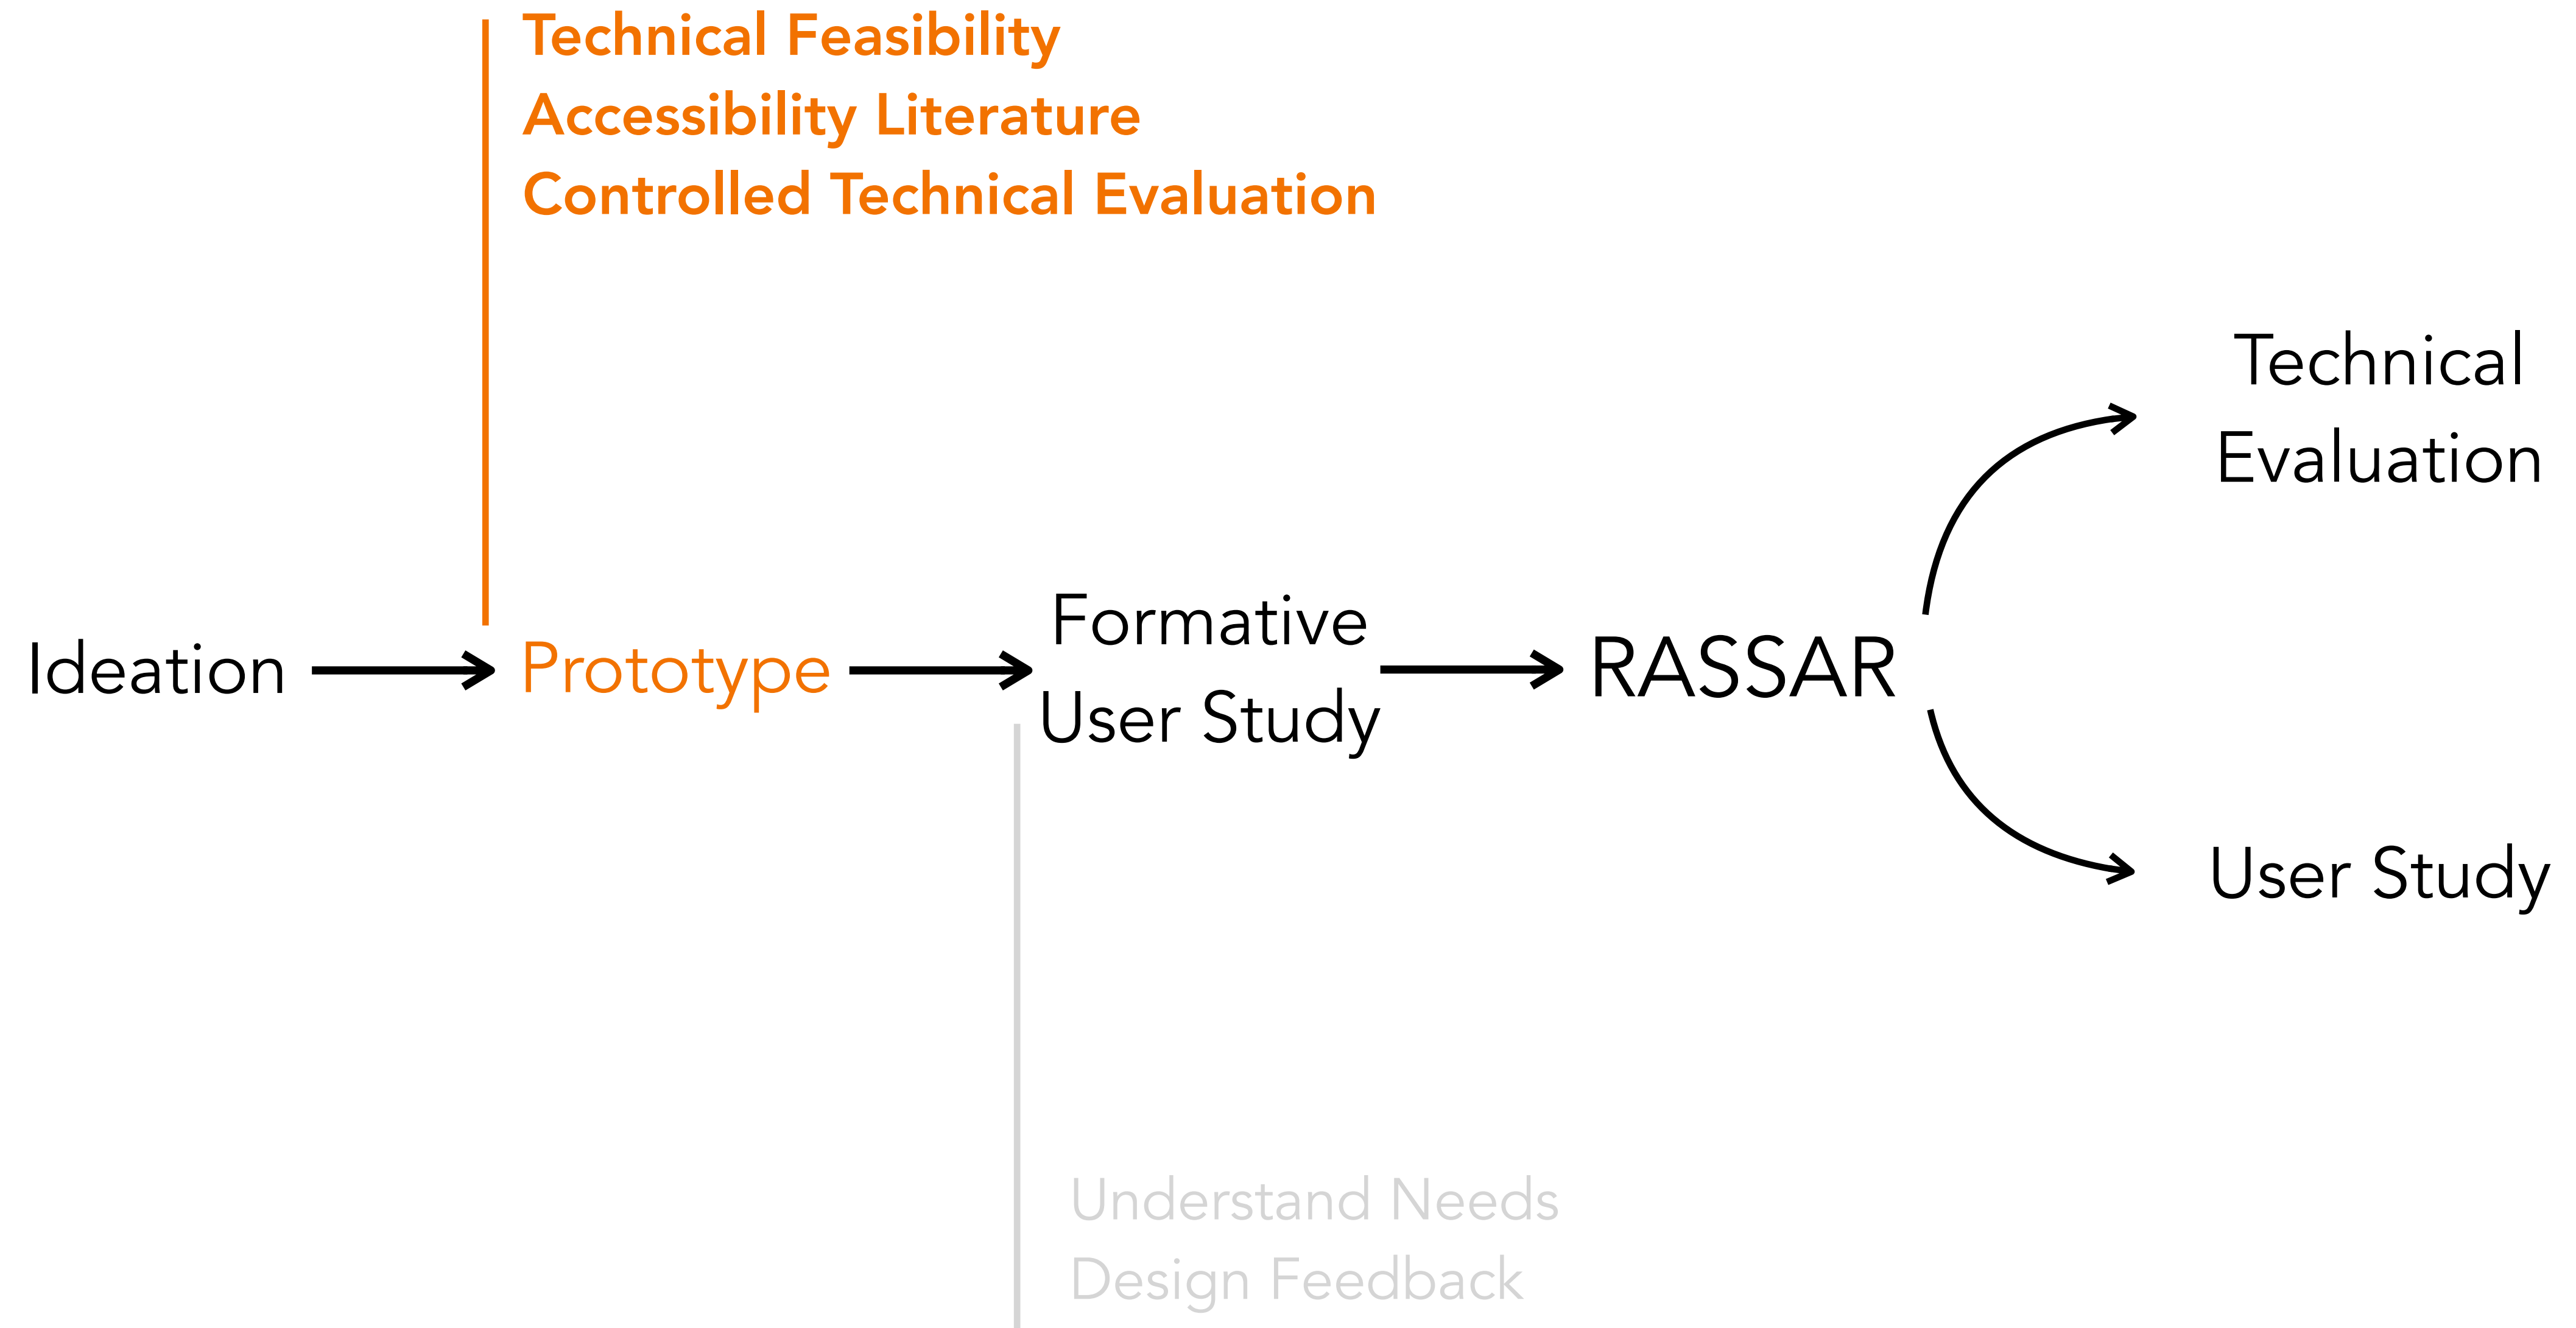 Technical Feasibility
Accessibility Literature
Controlled Technical Evaluation
Ideation
Prototype
Formative
User Study
RASSAR
Technical
Evaluation
User Study
Understand Needs
Design Feedback